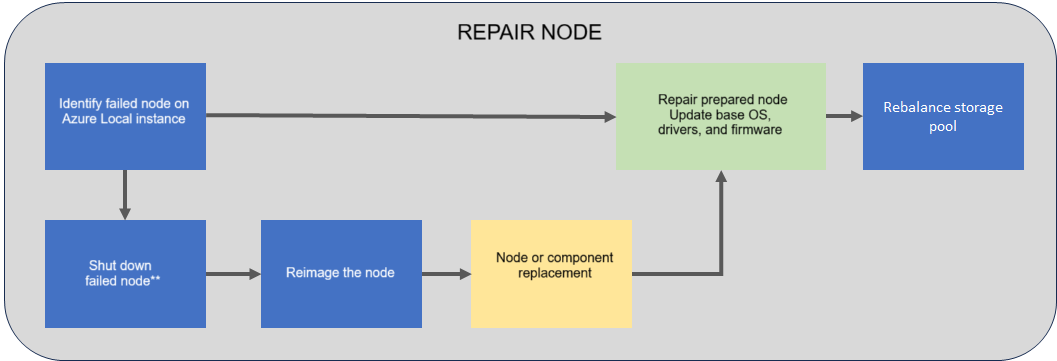 REPAIR NODE
Identify failed node on
Azure Local instance
Repair prepared node
Update base OS,
drivers, and firmware
Rebalance storage
pool
Shut down
failed node**
Reimage the node
Node or component
replacement